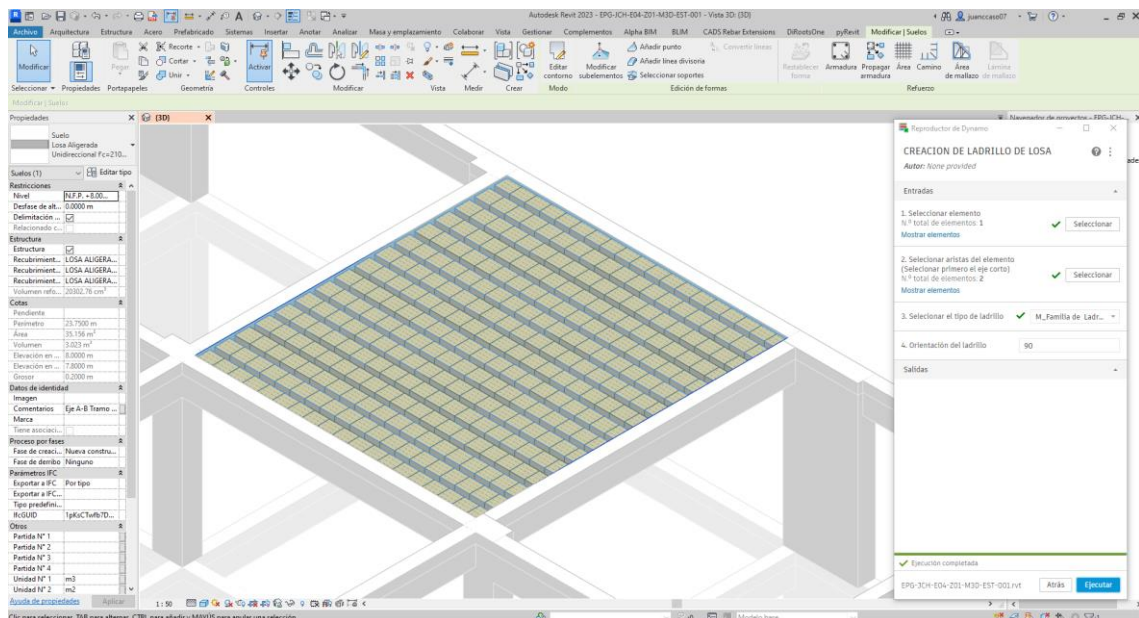 Autodesk Revit 2023 - EPG-JCH-E04-Z01-M3D-EST-001 - Vista 3D: {3D}
juanccaso07
Archivo Arquitectura Estructura Acero Prefabricado Sistemas Insertar Anotar Analizar Masa y emplazamiento Colaborar Vista Gestionar Complementos Alpha BIM BLIM CADS Rebar Extensions DiRootsOne pyRevit Modificar | Suelos
Modificar
Pegar
Recorte
Cortar
Unir
Activar
Editar contorno
Modificar subelementos
Añadir punto
Añadir línea divisoria
Seleccionar soportes
Convertir líneas
Restablecer forma
Armadura
Propagar armadura
Área
Camino
Área de mallazo
Lámina de mallazo
Seleccionar Propiedades Portapapeles Geometría Controles Modificar Vista Medir Crear Modo Edición de formas Refuerzo
Modificar | Suelos
Propiedades
{3D}
Navegador de proyectos - EPG-JCH-...
Suelo
Losa Aligerada
Unidireccional f'c=210...
Suelos (1) Editar tipo
Restricciones
Nivel N.F.P. +8.00...
Desfase de alt... 0.0000 m
Delimitación ...
Relacionado c...
Estructura
Estructura
Recubrimient... LOSA ALIGERA...
Recubrimient... LOSA ALIGERA...
Recubrimient... LOSA ALIGERA...
Volumen refo... 20302.76 cm³
Cotas
Pendiente
Perímetro 23.7500 m
Área 35.156 m²
Volumen 3.023 m³
Elevación en ... 8.0000 m
Elevación en ... 7.8000 m
Grosor 0.2000 m
Datos de identidad
Imagen
Comentarios Eje A-B Tramo ...
Marca
Tiene asociaci...
Proceso por fases
Fase de creaci... Nueva constru...
Fase de derribo Ninguno
Parámetros IFC
Exportar a IFC Por tipo
Exportar a IFC...
Tipo predefini...
IfcGUID 1pKsCTwfb7D...
Otros
Partida N° 1
Partida N° 2
Partida N° 3
Partida N° 4
Unidad N° 1 m3
Unidad N° 2 m2
Ayuda de propiedades Aplicar
1 : 50
Reproductor de Dynamo
CREACION DE LADRILLO DE LOSA
Autor: None provided
Entradas
1. Seleccionar elemento
N.º total de elementos: 1
Seleccionar
Mostrar elementos
2. Selecionar aristas del elemento
(Selecionar primero el eje corto)
N.º total de elementos: 2
Seleccionar
Mostrar elementos
3. Selecionar el tipo de ladrillo M_Familia de Ladr...
4. Orientación del ladrillo 90
Salidas
Ejecución completada
EPG-JCH-E04-Z01-M3D-EST-001.rvt Atrás Ejecutar
Clic para seleccionar, TAB para alternar, CTRL para añadir y MAYÚS para anular una selección.
Modelo base